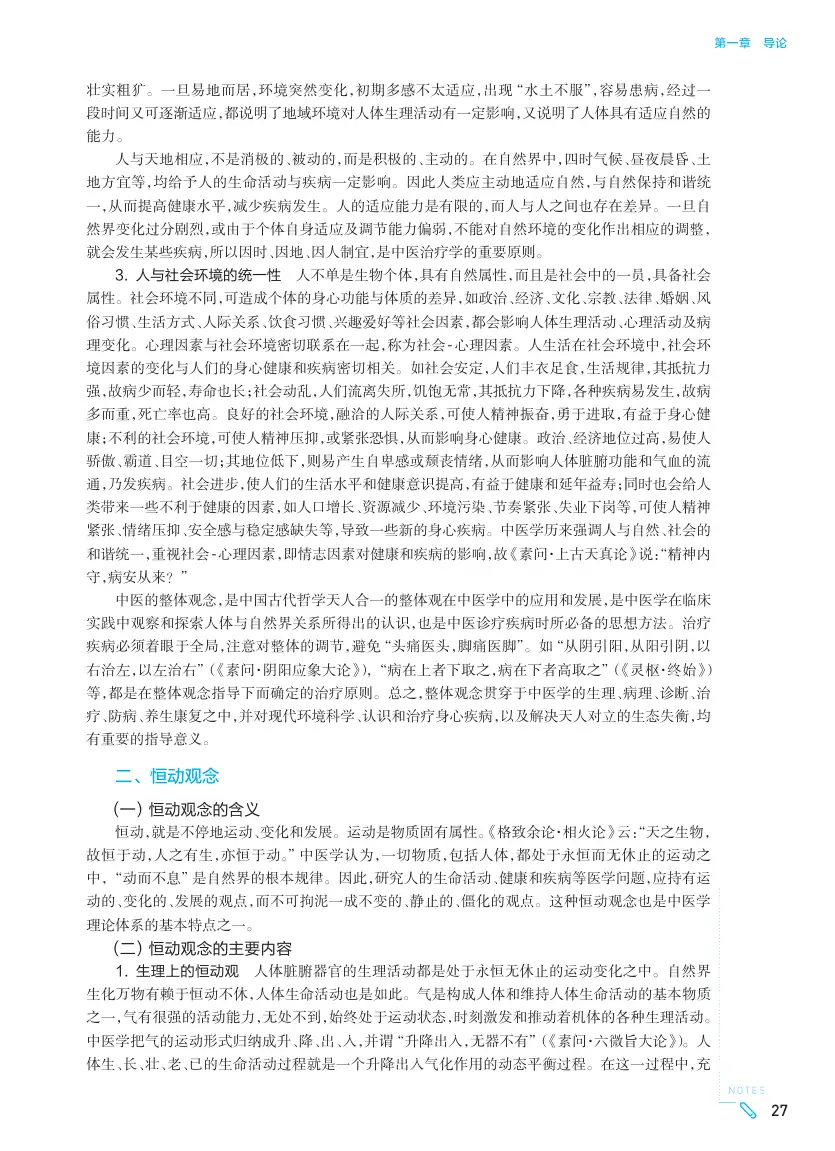 第一章　导论
壮实粗犷。一旦易地而居,环境突然变化,初期多感不太适应,出现“水土不服”,容易患病,经过一
段时间又可逐渐适应,都说明了地域环境对人体生理活动有一定影响,又说明了人体具有适应自然的
能力。
人与天地相应,不是消极的、被动的,而是积极的、主动的。在自然界中,四时气候、昼夜晨昏、土
地方宜等,均给予人的生命活动与疾病一定影响。因此人类应主动地适应自然,与自然保持和谐统
一,从而提高健康水平,减少疾病发生。人的适应能力是有限的,而人与人之间也存在差异。一旦自
然界变化过分剧烈,或由于个体自身适应及调节能力偏弱,不能对自然环境的变化作出相应的调整,
就会发生某些疾病,所以因时、因地、因人制宜,是中医治疗学的重要原则。
3. 人与社会环境的统一性　人不单是生物个体,具有自然属性,而且是社会中的一员,具备社会
属性。社会环境不同,可造成个体的身心功能与体质的差异,如政治、经济、文化、宗教、法律、婚姻、风
俗习惯、生活方式、人际关系、饮食习惯、兴趣爱好等社会因素,都会影响人体生理活动、心理活动及病
理变化。心理因素与社会环境密切联系在一起,称为社会-心理因素。人生活在社会环境中,社会环
境因素的变化与人们的身心健康和疾病密切相关。如社会安定,人们丰衣足食,生活规律,其抵抗力
强,故病少而轻,寿命也长;社会动乱,人们流离失所,饥饱无常,其抵抗力下降,各种疾病易发生,故病
多而重,死亡率也高。良好的社会环境,融洽的人际关系,可使人精神振奋,勇于进取,有益于身心健
康;不利的社会环境,可使人精神压抑,或紧张恐惧,从而影响身心健康。政治、经济地位过高,易使人
骄傲、霸道、目空一切;其地位低下,则易产生自卑感或颓丧情绪,从而影响人体脏腑功能和气血的流
通,乃发疾病。社会进步,使人们的生活水平和健康意识提高,有益于健康和延年益寿;同时也会给人
类带来一些不利于健康的因素,如人口增长、资源减少、环境污染、节奏紧张、失业下岗等,可使人精神
紧张、情绪压抑、安全感与稳定感缺失等,导致一些新的身心疾病。中医学历来强调人与自然、社会的
和谐统一,重视社会-心理因素,即情志因素对健康和疾病的影响,故《素问·上古天真论》说:“精神内
守,病安从来？”
中医的整体观念,是中国古代哲学天人合一的整体观在中医学中的应用和发展,是中医学在临床
实践中观察和探索人体与自然界关系所得出的认识,也是中医诊疗疾病时所必备的思想方法。治疗
疾病必须着眼于全局,注意对整体的调节,避免“头痛医头,脚痛医脚”。如“从阴引阳,从阳引阴,以
右治左,以左治右”(《素问·阴阳应象大论》),“病在上者下取之,病在下者高取之”(《灵枢·终始》)
等,都是在整体观念指导下而确定的治疗原则。总之,整体观念贯穿于中医学的生理、病理、诊断、治
疗、防病、养生康复之中,并对现代环境科学、认识和治疗身心疾病,以及解决天人对立的生态失衡,均
有重要的指导意义。
二、恒动观念
(一)恒动观念的含义
恒动,就是不停地运动、变化和发展。运动是物质固有属性。《格致余论·相火论》云:“天之生物,
故恒于动,人之有生,亦恒于动。”中医学认为,一切物质,包括人体,都处于永恒而无休止的运动之
中,“动而不息”是自然界的根本规律。因此,研究人的生命活动、健康和疾病等医学问题,应持有运
动的、变化的、发展的观点,而不可拘泥一成不变的、静止的、僵化的观点。这种恒动观念也是中医学
理论体系的基本特点之一。
(二)恒动观念的主要内容
1. 生理上的恒动观　人体脏腑器官的生理活动都是处于永恒无休止的运动变化之中。自然界
生化万物有赖于恒动不休,人体生命活动也是如此。气是构成人体和维持人体生命活动的基本物质
之一,气有很强的活动能力,无处不到,始终处于运动状态,时刻激发和推动着机体的各种生理活动。
中医学把气的运动形式归纳成升、降、出、入,并谓“升降出入,无器不有”(《素问·六微旨大论》)。人
体生、长、壮、老、已的生命活动过程就是一个升降出入气化作用的动态平衡过程。在这一过程中,充
NOTES
27